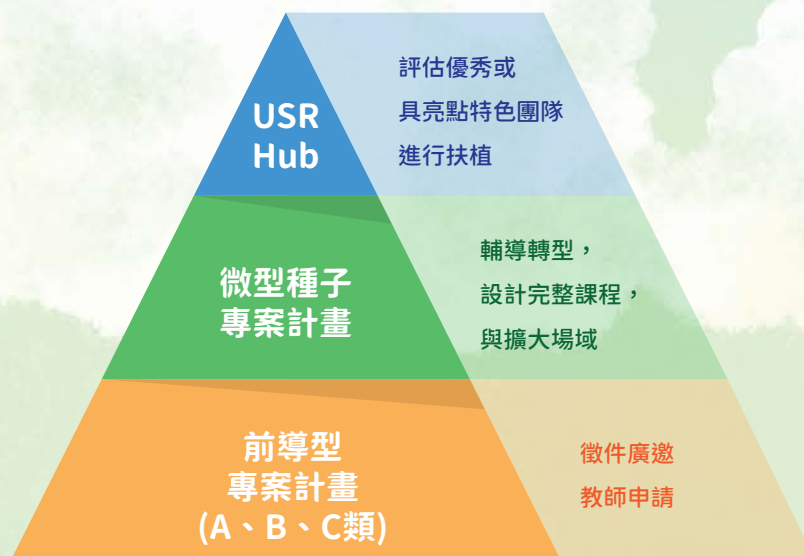 USR
Hub
評估優秀或
具亮點特色團隊
進行扶植
微型種子
專案計畫
輔導轉型，
設計完整課程，
與擴大場域
前導型
專案計畫
(A、B、C類)
徵件廣邀
教師申請